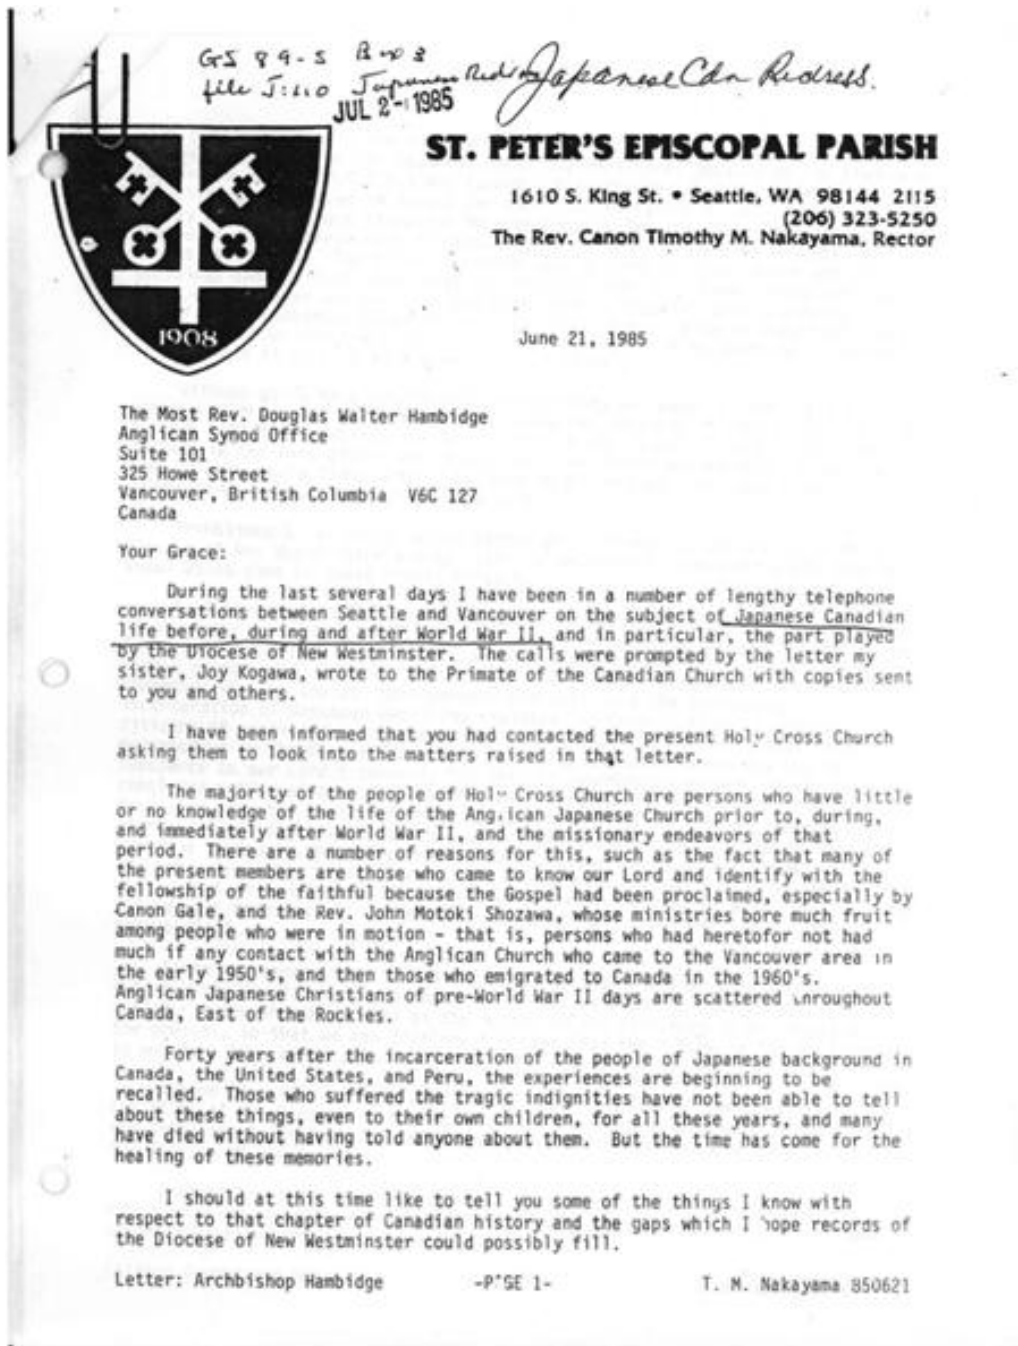 GS 89-5 Box 3
file J:110 Japanese Red Japanese Cdn Redress.
JUL 2 - 1985
ST. PETER'S EPISCOPAL PARISH
1610 S. King St. • Seattle, WA 98144 2115
(206) 323-5250
The Rev. Canon Timothy M. Nakayama, Rector
1908
June 21, 1985
The Most Rev. Douglas Walter Hambidge
Anglican Synod Office
Suite 101
325 Howe Street
Vancouver, British Columbia V6C 127
Canada
Your Grace:
During the last several days I have been in a number of lengthy telephone
conversations between Seattle and Vancouver on the subject of Japanese Canadian
life before, during and after World War II, and in particular, the part played
by the Diocese of New Westminster. The calls were prompted by the letter my
sister, Joy Kogawa, wrote to the Primate of the Canadian Church with copies sent
to you and others.
I have been informed that you had contacted the present Holy Cross Church
asking them to look into the matters raised in that letter.
The majority of the people of Holy Cross Church are persons who have little
or no knowledge of the life of the Anglican Japanese Church prior to, during,
and immediately after World War II, and the missionary endeavors of that
period. There are a number of reasons for this, such as the fact that many of
the present members are those who came to know our Lord and identify with the
fellowship of the faithful because the Gospel had been proclaimed, especially by
Canon Gale, and the Rev. John Motoki Shozawa, whose ministries bore much fruit
among people who were in motion - that is, persons who had heretofor not had
much if any contact with the Anglican Church who came to the Vancouver area in
the early 1950's, and then those who emigrated to Canada in the 1960's.
Anglican Japanese Christians of pre-World War II days are scattered throughout
Canada, East of the Rockies.
Forty years after the incarceration of the people of Japanese background in
Canada, the United States, and Peru, the experiences are beginning to be
recalled. Those who suffered the tragic indignities have not been able to tell
about these things, even to their own children, for all these years, and many
have died without having told anyone about them. But the time has come for the
healing of these memories.
I should at this time like to tell you some of the things I know with
respect to that chapter of Canadian history and the gaps which I hope records of
the Diocese of New Westminster could possibly fill.
Letter: Archbishop Hambidge -PAGE 1- T. M. Nakayama 850621